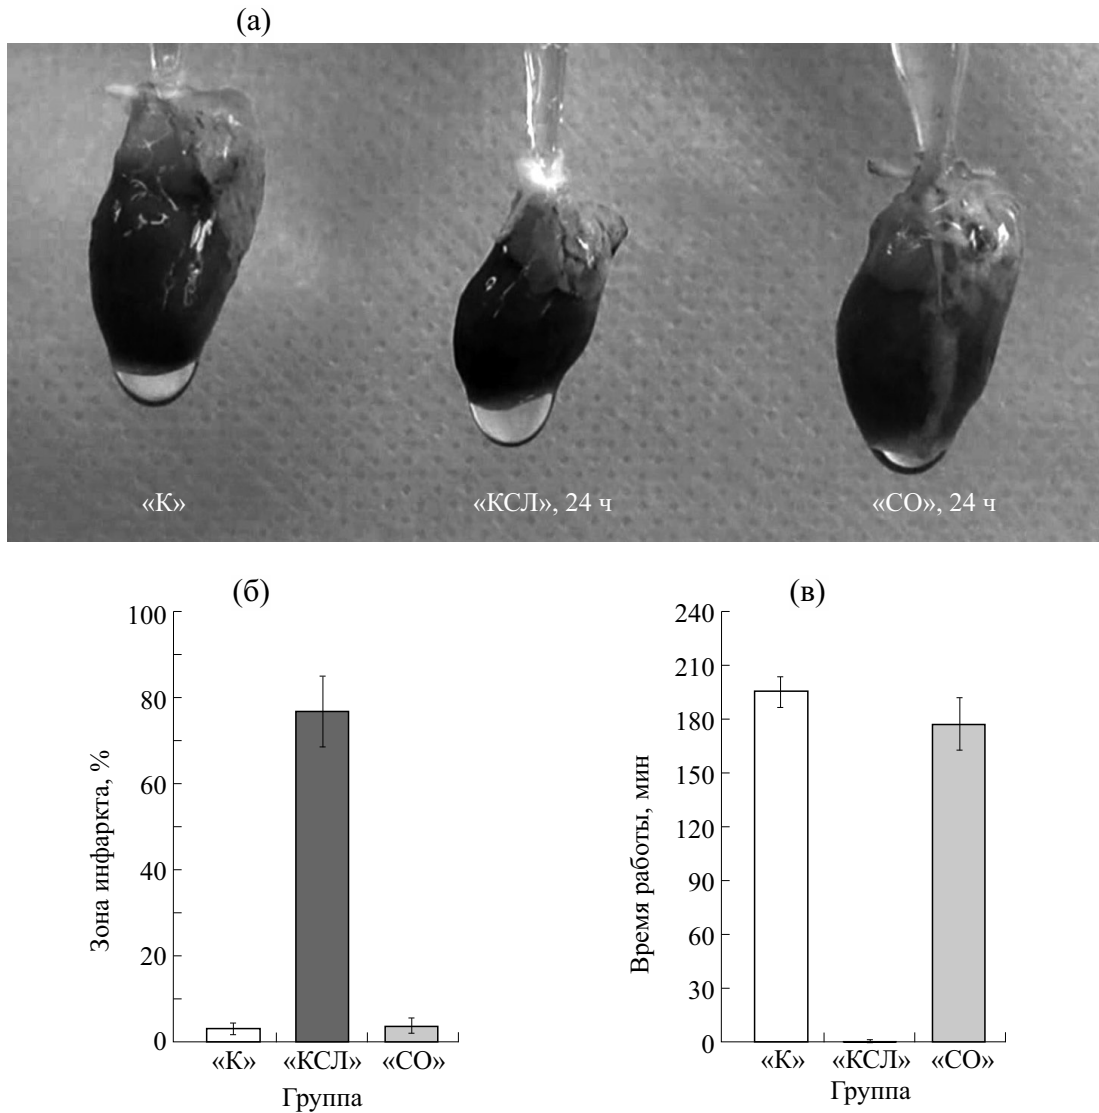 (а)
«К»
«КСЛ», 24 ч
«СО», 24 ч
(б)
100
80
60
40
20
0
Зона инфаркта, %
«К» «КСЛ» «СО»
Группа
(в)
240
210
180
150
120
90
60
30
0
Время работы, мин
«К» «КСЛ» «СО»
Группа